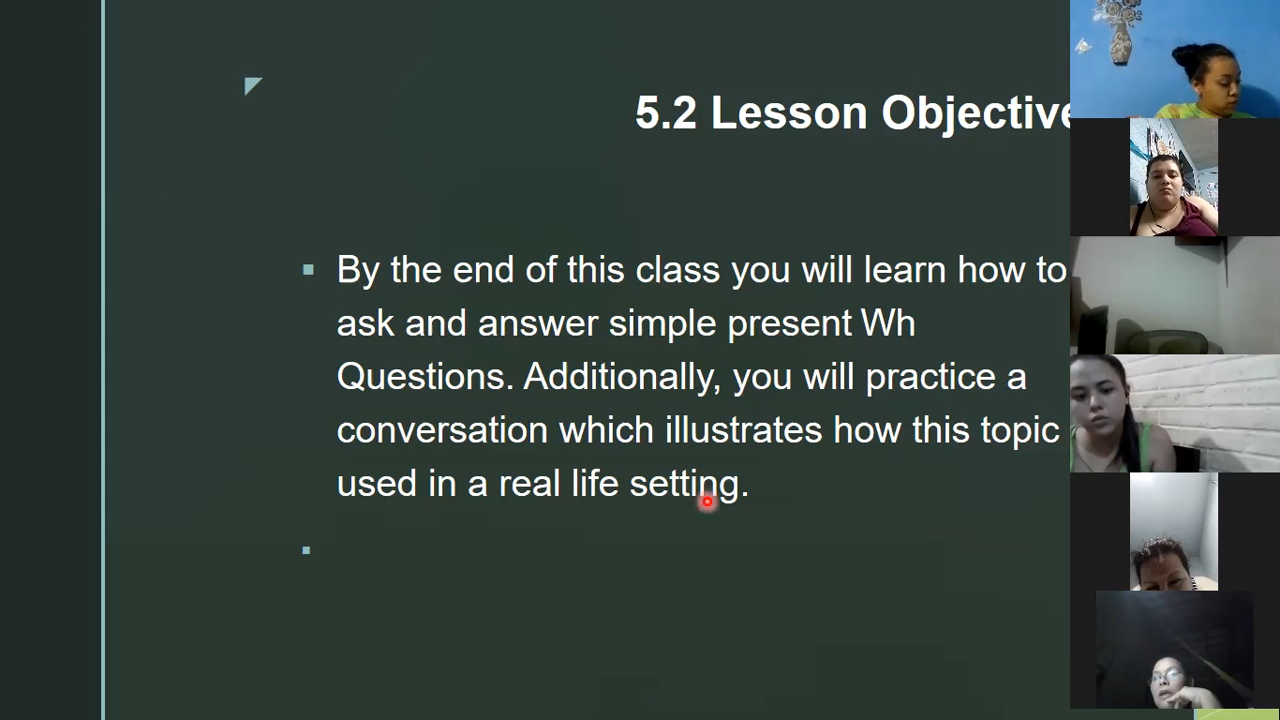 5.2 Lesson Objective
By the end of this class you will learn how to
ask and answer simple present Wh
Questions. Additionally, you will practice a
conversation which illustrates how this topic
used in a real life setting.